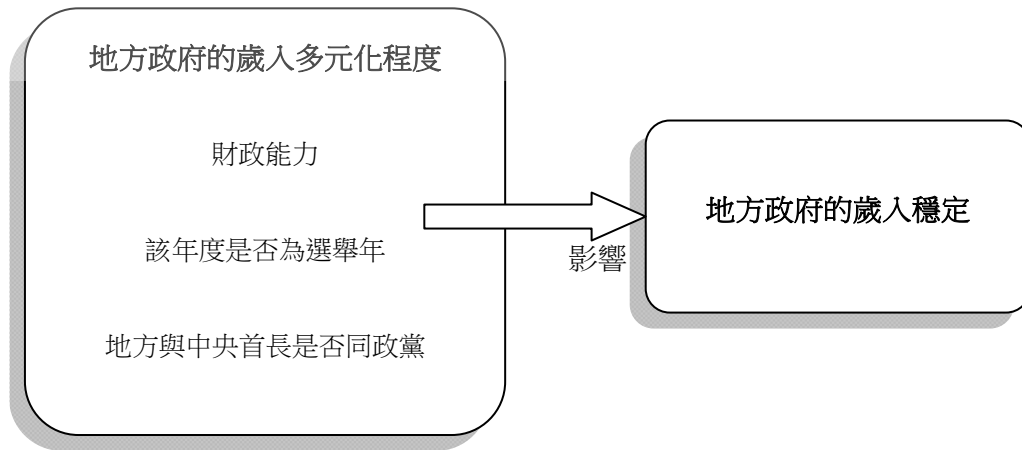 地方政府的歲入多元化程度
財政能力
該年度是否為選舉年
地方與中央首長是否同政黨
影響
地方政府的歲入穩定